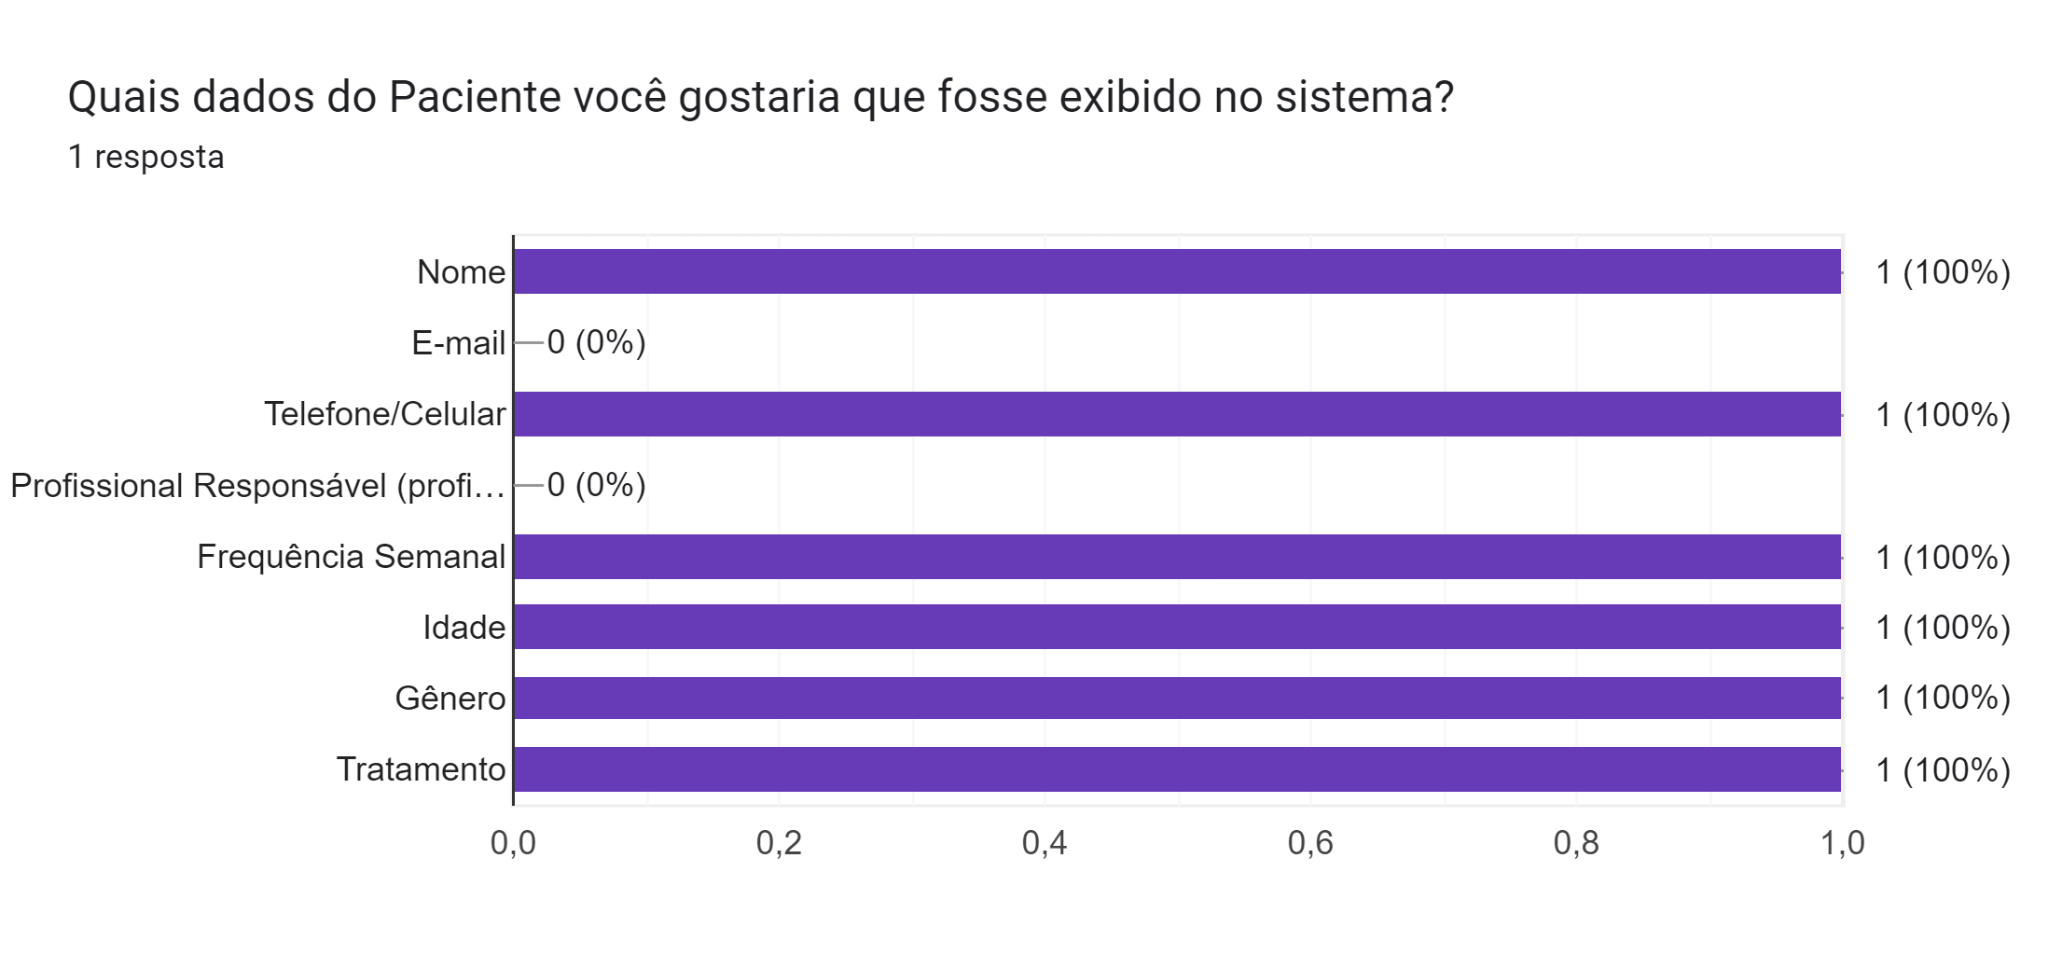 Quais dados do Paciente você gostaria que fosse exibido no sistema?
1 resposta
Nome 1 (100%)
E-mail 0 (0%)
Telefone/Celular 1 (100%)
Profissional Responsável (profi… 0 (0%)
Frequência Semanal 1 (100%)
Idade 1 (100%)
Gênero 1 (100%)
Tratamento 1 (100%)
0,0 0,2 0,4 0,6 0,8 1,0